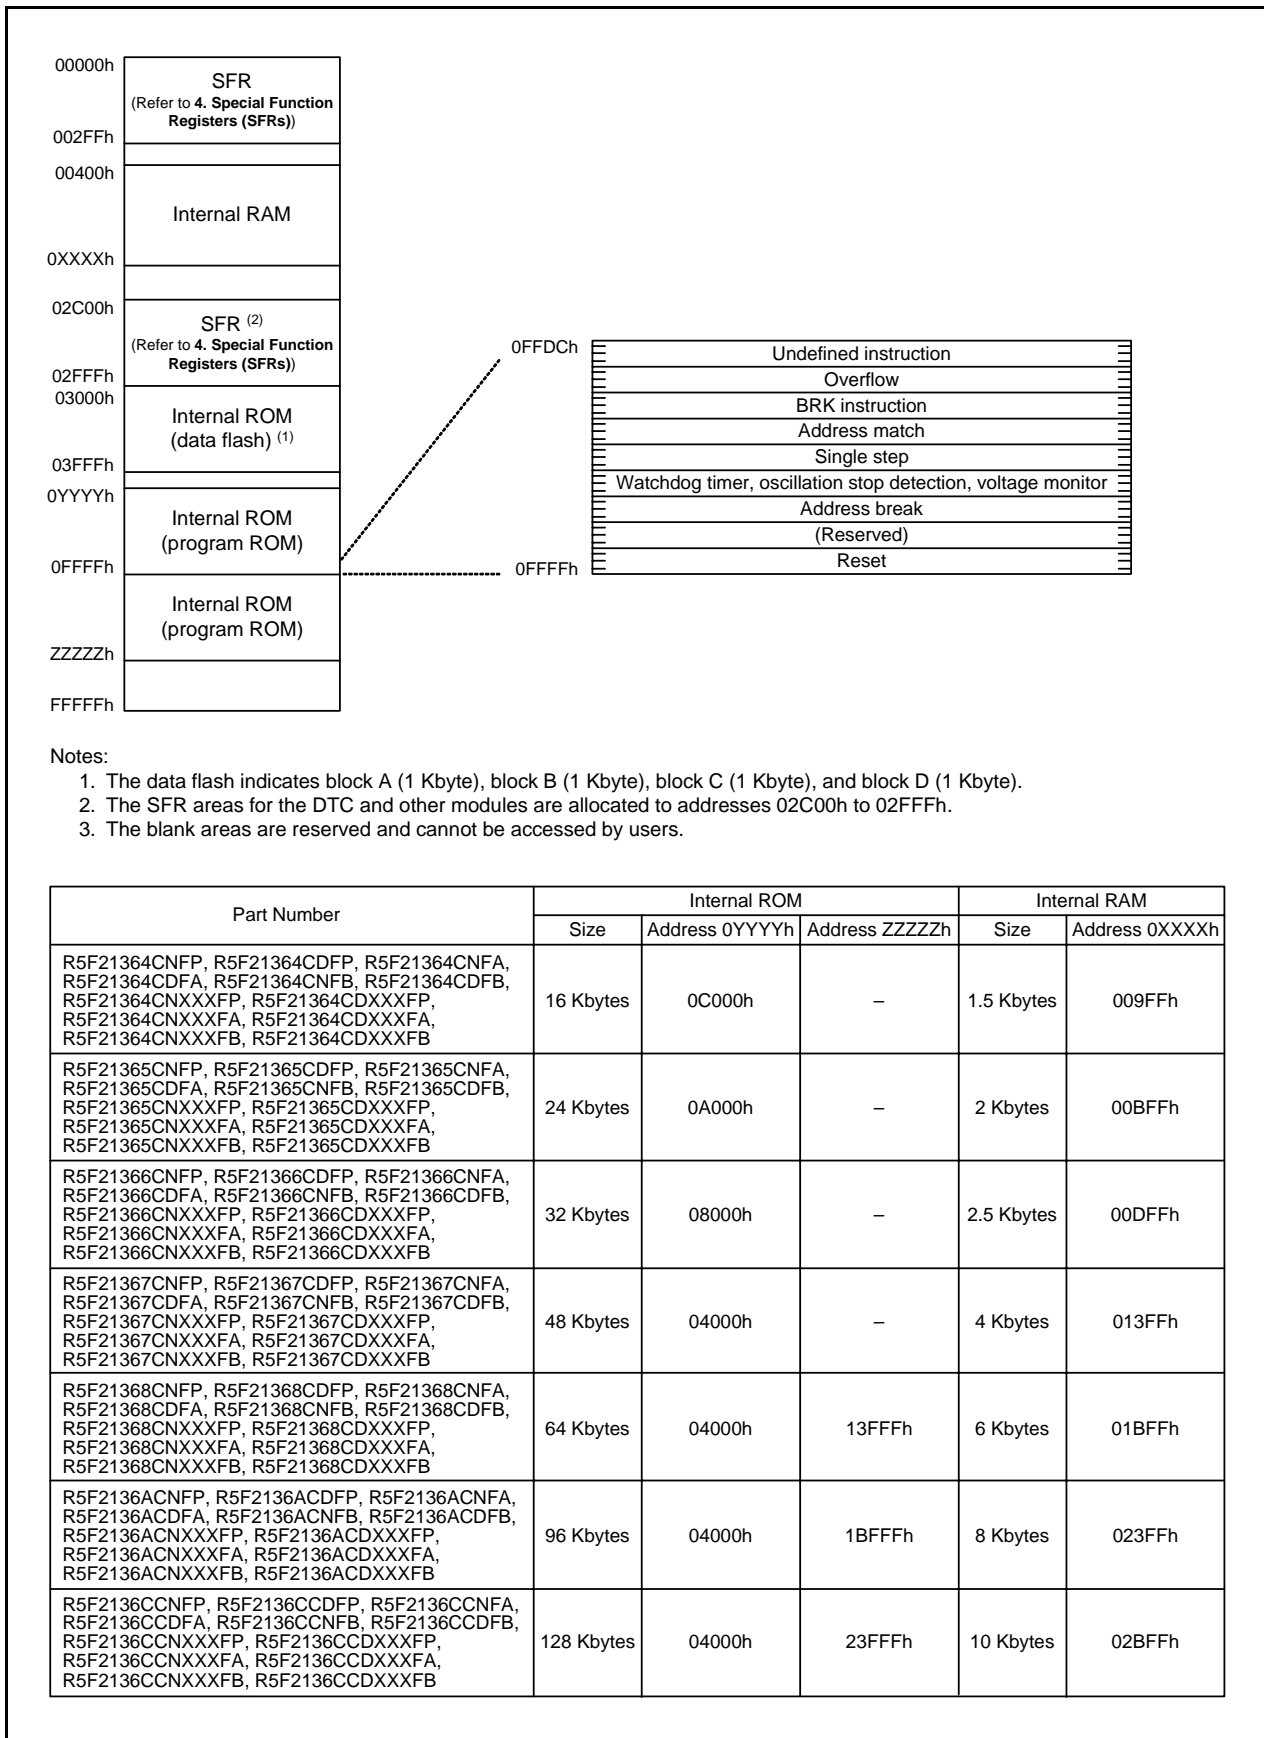 00000h
SFR
(Refer to 4. Special Function
Registers (SFRs))
002FFh
00400h
Internal RAM
0XXXXh
02C00h
SFR (2)
(Refer to 4. Special Function
Registers (SFRs))
02FFFh
03000h
Internal ROM
(data flash) (1)
03FFFh
0YYYYh
Internal ROM
(program ROM)
0FFFFh
Internal ROM
(program ROM)
ZZZZZh
FFFFFh
0FFDCh
Undefined instruction
Overflow
BRK instruction
Address match
Single step
Watchdog timer, oscillation stop detection, voltage monitor
Address break
(Reserved)
0FFFFh
Reset
Notes:
1. The data flash indicates block A (1 Kbyte), block B (1 Kbyte), block C (1 Kbyte), and block D (1 Kbyte).
2. The SFR areas for the DTC and other modules are allocated to addresses 02C00h to 02FFFh.
3. The blank areas are reserved and cannot be accessed by users.
Part Number
Internal ROM
Internal RAM
Size
Address 0YYYYh
Address ZZZZZh
Size
Address 0XXXXh
R5F21364CNFP, R5F21364CDFP, R5F21364CNFA,
R5F21364CDFA, R5F21364CNFB, R5F21364CDFB,
R5F21364CNXXXFP, R5F21364CDXXXFP,
R5F21364CNXXXFA, R5F21364CDXXXFA,
R5F21364CNXXXFB, R5F21364CDXXXFB
16 Kbytes
0C000h
–
1.5 Kbytes
009FFh
R5F21365CNFP, R5F21365CDFP, R5F21365CNFA,
R5F21365CDFA, R5F21365CNFB, R5F21365CDFB,
R5F21365CNXXXFP, R5F21365CDXXXFP,
R5F21365CNXXXFA, R5F21365CDXXXFA,
R5F21365CNXXXFB, R5F21365CDXXXFB
24 Kbytes
0A000h
–
2 Kbytes
00BFFh
R5F21366CNFP, R5F21366CDFP, R5F21366CNFA,
R5F21366CDFA, R5F21366CNFB, R5F21366CDFB,
R5F21366CNXXXFP, R5F21366CDXXXFP,
R5F21366CNXXXFA, R5F21366CDXXXFA,
R5F21366CNXXXFB, R5F21366CDXXXFB
32 Kbytes
08000h
–
2.5 Kbytes
00DFFh
R5F21367CNFP, R5F21367CDFP, R5F21367CNFA,
R5F21367CDFA, R5F21367CNFB, R5F21367CDFB,
R5F21367CNXXXFP, R5F21367CDXXXFP,
R5F21367CNXXXFA, R5F21367CDXXXFA,
R5F21367CNXXXFB, R5F21367CDXXXFB
48 Kbytes
04000h
–
4 Kbytes
013FFh
R5F21368CNFP, R5F21368CDFP, R5F21368CNFA,
R5F21368CDFA, R5F21368CNFB, R5F21368CDFB,
R5F21368CNXXXFP, R5F21368CDXXXFP,
R5F21368CNXXXFA, R5F21368CDXXXFA,
R5F21368CNXXXFB, R5F21368CDXXXFB
64 Kbytes
04000h
13FFFh
6 Kbytes
01BFFh
R5F2136ACNFP, R5F2136ACDFP, R5F2136ACNFA,
R5F2136ACDFA, R5F2136ACNFB, R5F2136ACDFB,
R5F2136ACNXXXFP, R5F2136ACDXXXFP,
R5F2136ACNXXXFA, R5F2136ACDXXXFA,
R5F2136ACNXXXFB, R5F2136ACDXXXFB
96 Kbytes
04000h
1BFFFh
8 Kbytes
023FFh
R5F2136CCNFP, R5F2136CCDFP, R5F2136CCNFA,
R5F2136CCDFA, R5F2136CCNFB, R5F2136CCDFB,
R5F2136CCNXXXFP, R5F2136CCDXXXFP,
R5F2136CCNXXXFA, R5F2136CCDXXXFA,
R5F2136CCNXXXFB, R5F2136CCDXXXFB
128 Kbytes
04000h
23FFFh
10 Kbytes
02BFFh